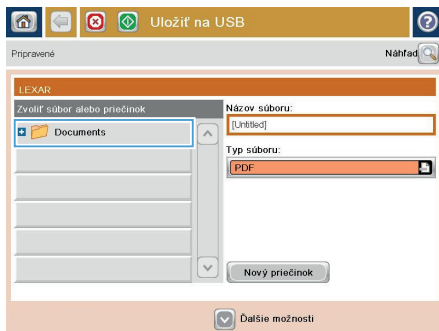 Uložiť na USB
Pripravené
Náhľad
LEXAR
Zvoliť súbor alebo priečinok
Documents
Názov súboru:
[Untitled]
Typ súboru:
PDF
Nový priečinok
Ďalšie možnosti